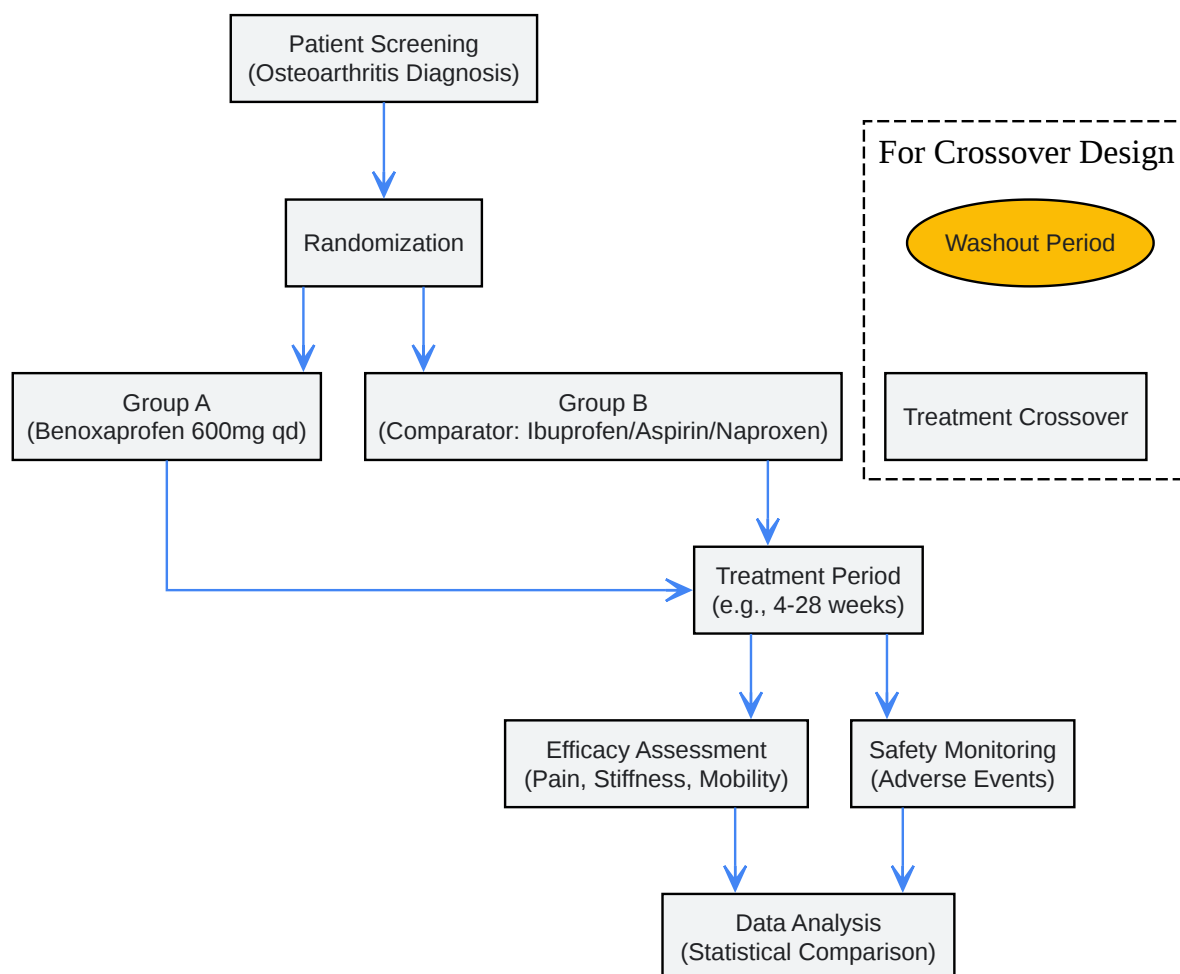 Patient Screening
(Osteoarthritis Diagnosis)
For Crossover Design
Washout Period
Randomization
Group A
(Benoxaprofen 600mg qd)
Group B
(Comparator: Ibuprofen/Aspirin/Naproxen)
Treatment Crossover
Treatment Period
(e.g., 4-28 weeks)
Efficacy Assessment
(Pain, Stiffness, Mobility)
Safety Monitoring
(Adverse Events)
Data Analysis
(Statistical Comparison)